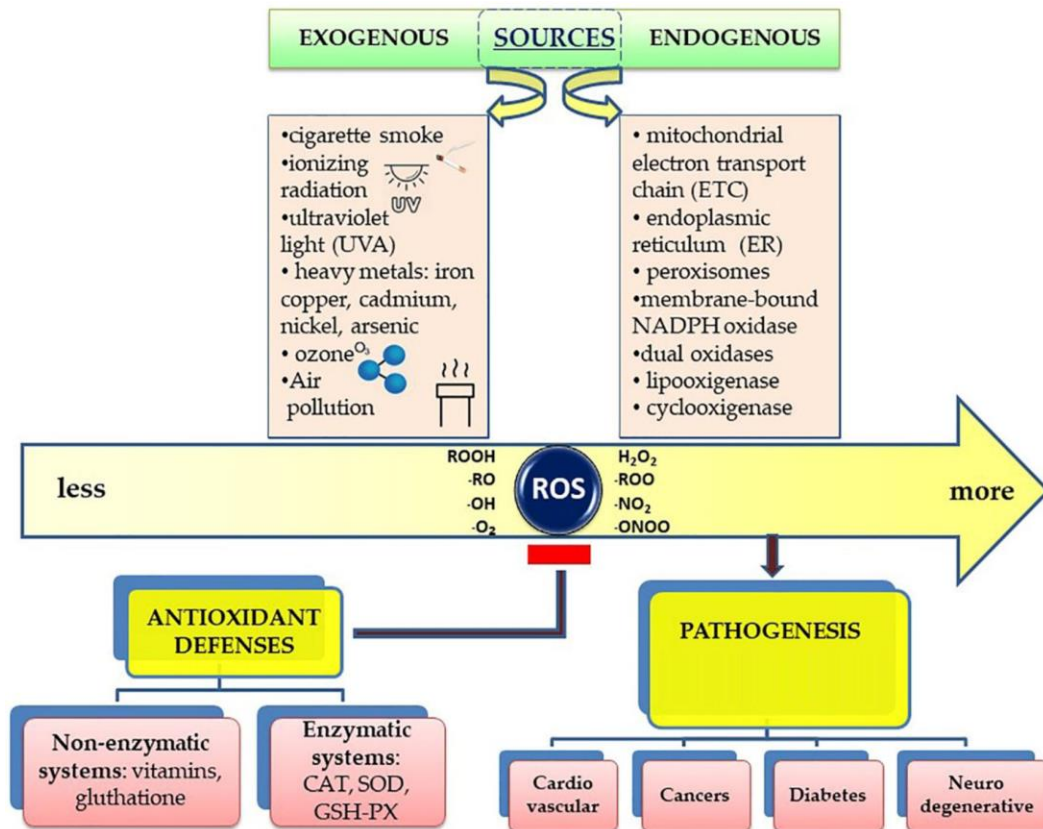 EXOGENOUS SOURCES ENDOGENOUS
•cigarette smoke
•ionizing
radiation
UV
•ultraviolet
light (UVA)
• heavy metals: iron
copper, cadmium,
nickel, arsenic
• ozone O₃
•Air
pollution
• mitochondrial
electron transport
chain (ETC)
• endoplasmic
reticulum (ER)
• peroxisomes
•membrane-bound
NADPH oxidase
•dual oxidases
• lipooxigenase
• cyclooxigenase
less
ROOH
·RO
·OH
·O₂
ROS
H₂O₂
·ROO
·NO₂
·ONOO
more
ANTIOXIDANT
DEFENSES
Non-enzymatic
systems: vitamins,
gluthatione
Enzymatic
systems:
CAT, SOD,
GSH-PX
PATHOGENESIS
Cardio
vascular
Cancers
Diabetes
Neuro
degenerative